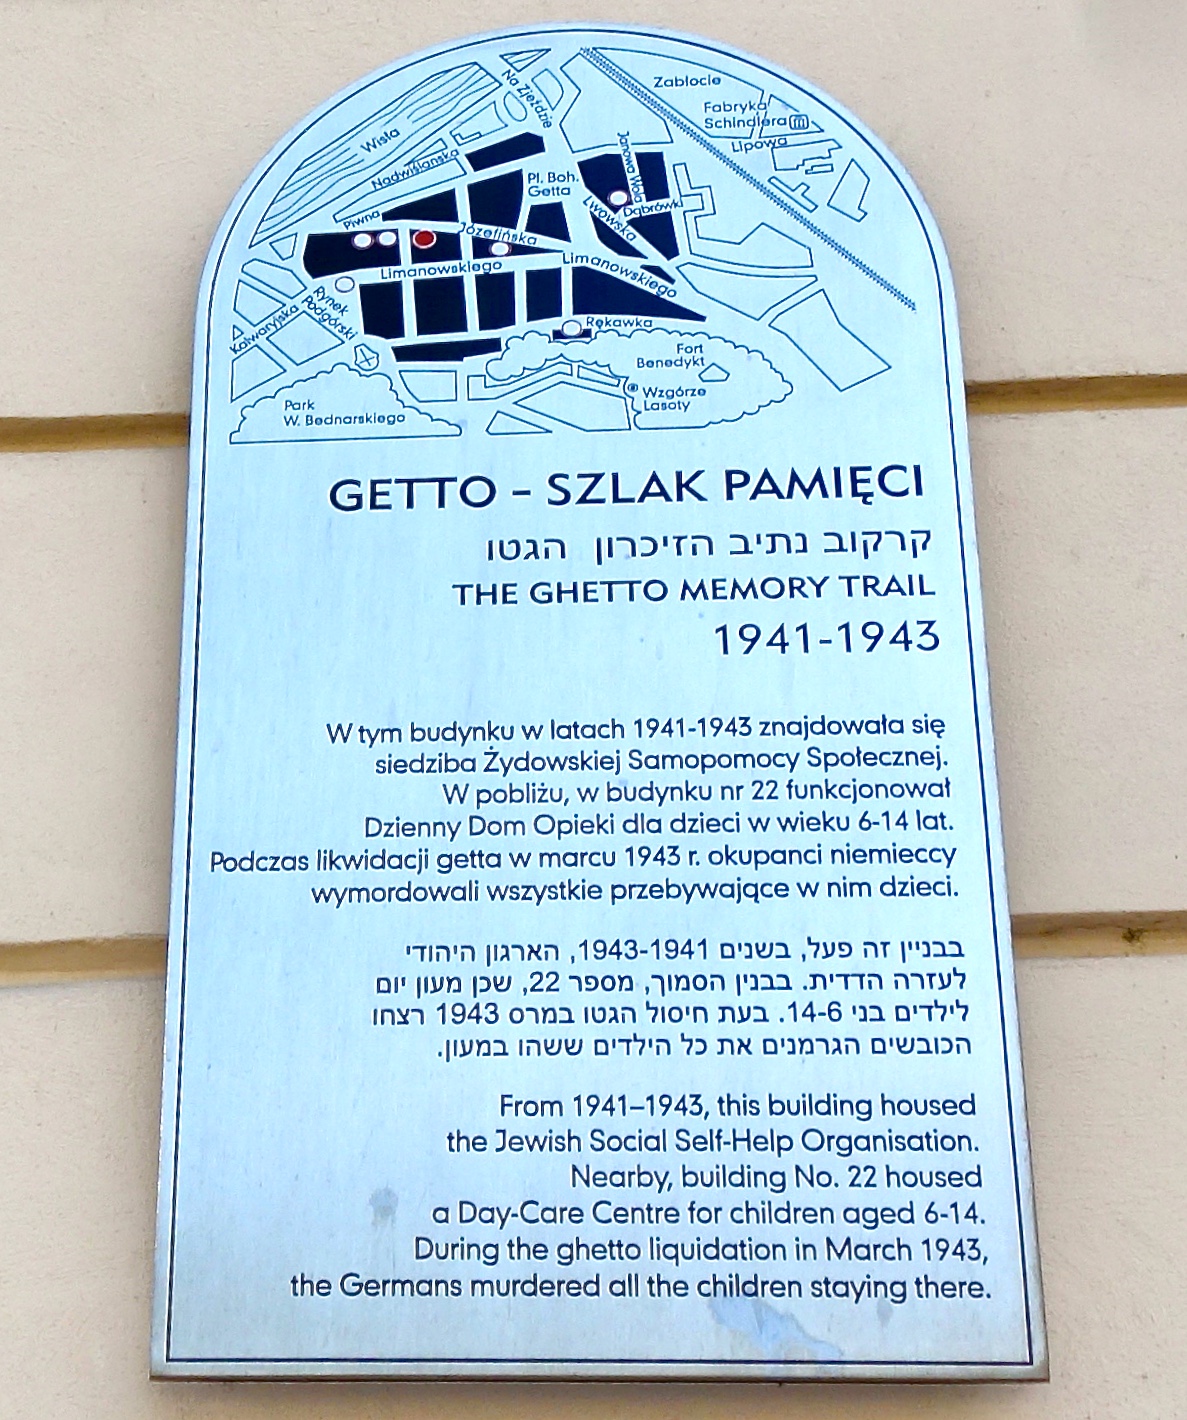 Na Zjeździe
Zabłocie
Fabryka
Schindlera
Lipowa
Wisła
Nadwiślańska
Janowa Wola
Pl. Boh.
Getta
Dąbrówki
Lwowska
Piwna
Józefińska
Limanowskiego
Limanowskiego
Rynek
Podgórski
Kalwaryjska
Rękawka
Fort
Benedykt
Wzgórze
Lasoty
Park
W. Bednarskiego
GETTO – SZLAK PAMIĘCI
קרקוב נתיב הזיכרון הגטו
THE GHETTO MEMORY TRAIL
1941-1943
W tym budynku w latach 1941-1943 znajdowała się
siedziba Żydowskiej Samopomocy Społecznej.
W pobliżu, w budynku nr 22 funkcjonował
Dzienny Dom Opieki dla dzieci w wieku 6-14 lat.
Podczas likwidacji getta w marcu 1943 r. okupanci niemieccy
wymordowali wszystkie przebywające w nim dzieci.
בבניין זה פעל, בשנים 1943-1941, הארגון היהודי
לעזרה הדדית. בבנין הסמוך, מספר 22, שכן מעון יום
לילדים בני 14-6. בעת חיסול הגטו במרס 1943 רצחו
הכובשים הגרמנים את כל הילדים ששהו במעון.
From 1941–1943, this building housed
the Jewish Social Self-Help Organisation.
Nearby, building No. 22 housed
a Day-Care Centre for children aged 6-14.
During the ghetto liquidation in March 1943,
the Germans murdered all the children staying there.